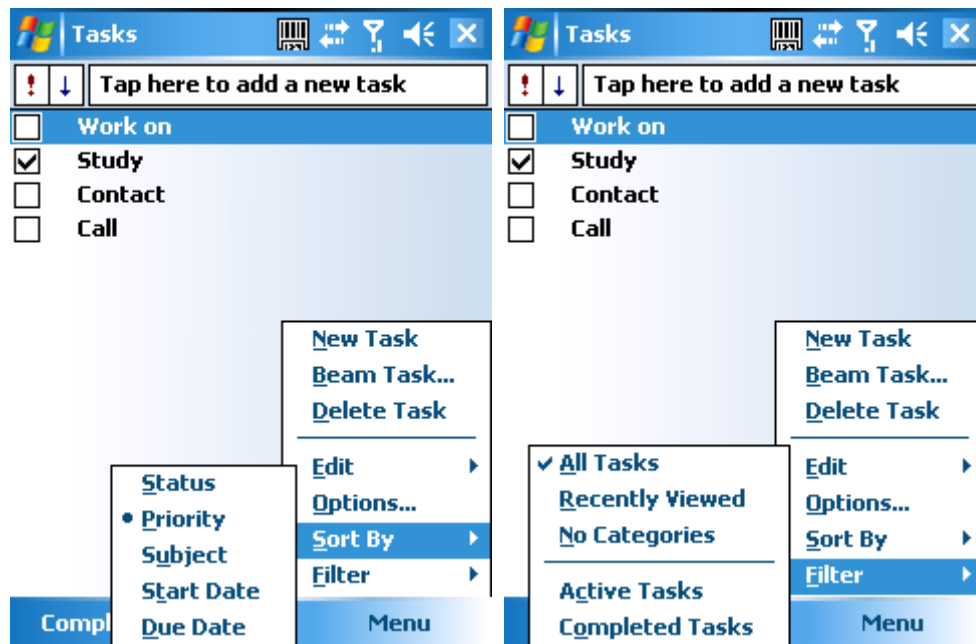 Tasks
! ↓ Tap here to add a new task
Work on
Study
Contact
Call
New Task
Beam Task...
Delete Task
Edit
Options...
Sort By
Filter
Status
Priority
Subject
Start Date
Due Date
Compl
Menu
Tasks
! ↓ Tap here to add a new task
Work on
Study
Contact
Call
New Task
Beam Task...
Delete Task
Edit
Options...
Sort By
Filter
All Tasks
Recently Viewed
No Categories
Active Tasks
Completed Tasks
Menu